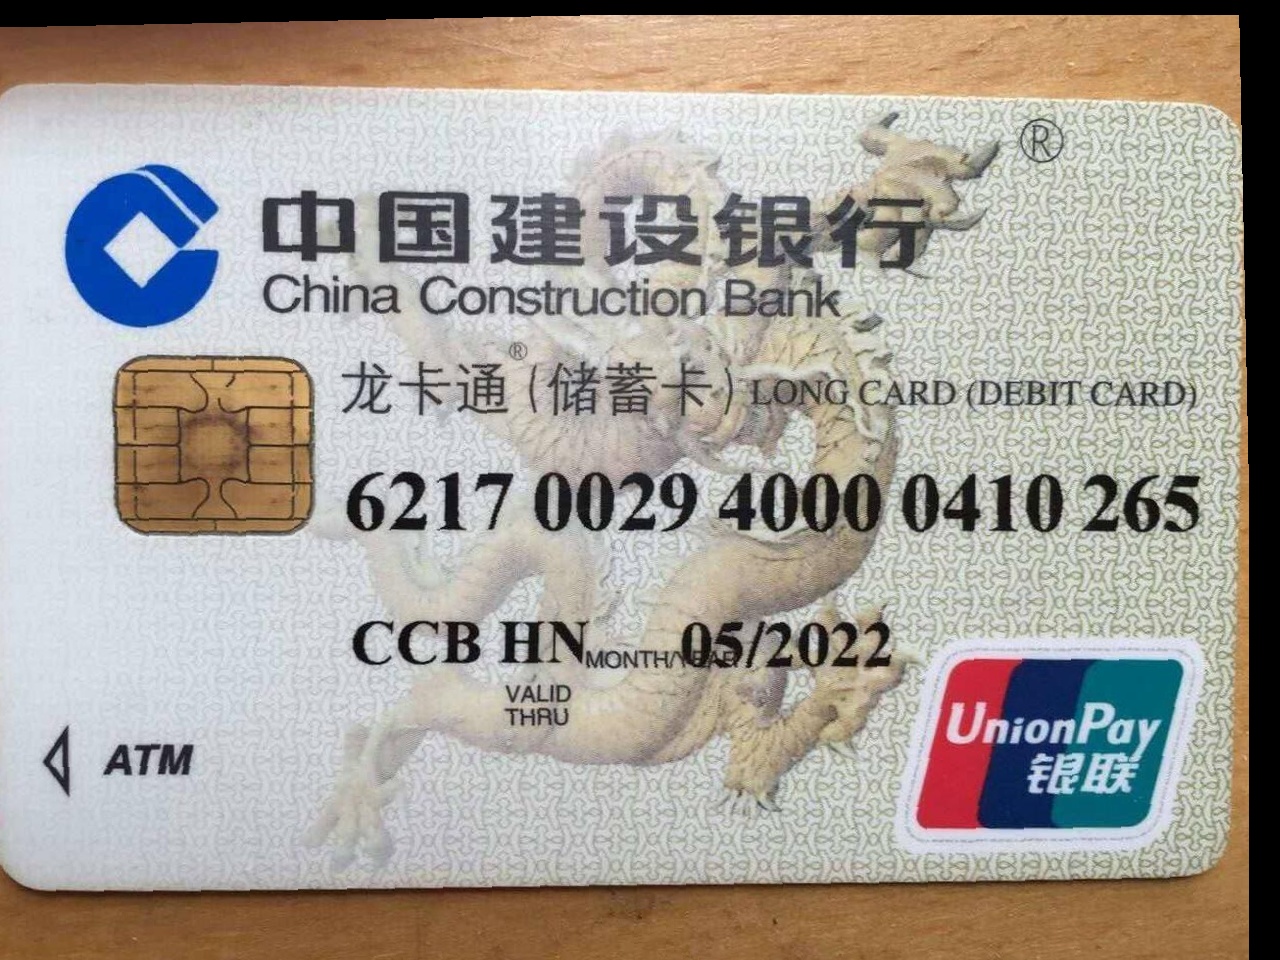 ®
中国建设银行
China Construction Bank
龙卡通®(储蓄卡) LONG CARD (DEBIT CARD)
6217 0029 4000 0410 265
CCB HN MONTH/YEAR 05/2022
VALID
THRU
ATM
UnionPay
银联